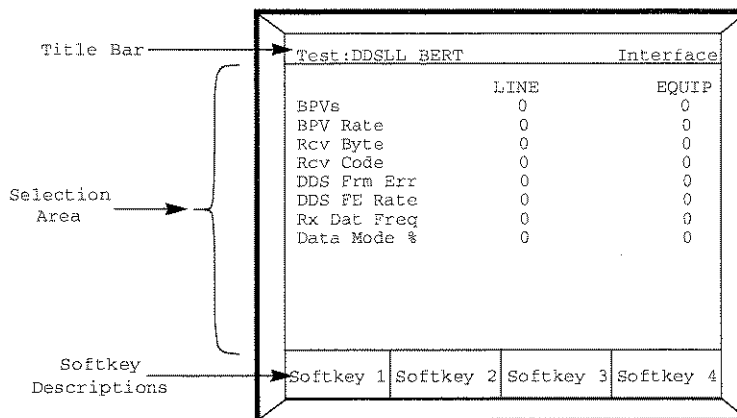 Title Bar
Test:DDSLL BERT Interface
LINE EQUIP
BPVs 0 0
BPV Rate 0 0
Rcv Byte 0 0
Rcv Code 0 0
DDS Frm Err 0 0
DDS FE Rate 0 0
Rx Dat Freq 0 0
Data Mode % 0 0
Selection
Area
Softkey
Descriptions
Softkey 1 Softkey 2 Softkey 3 Softkey 4